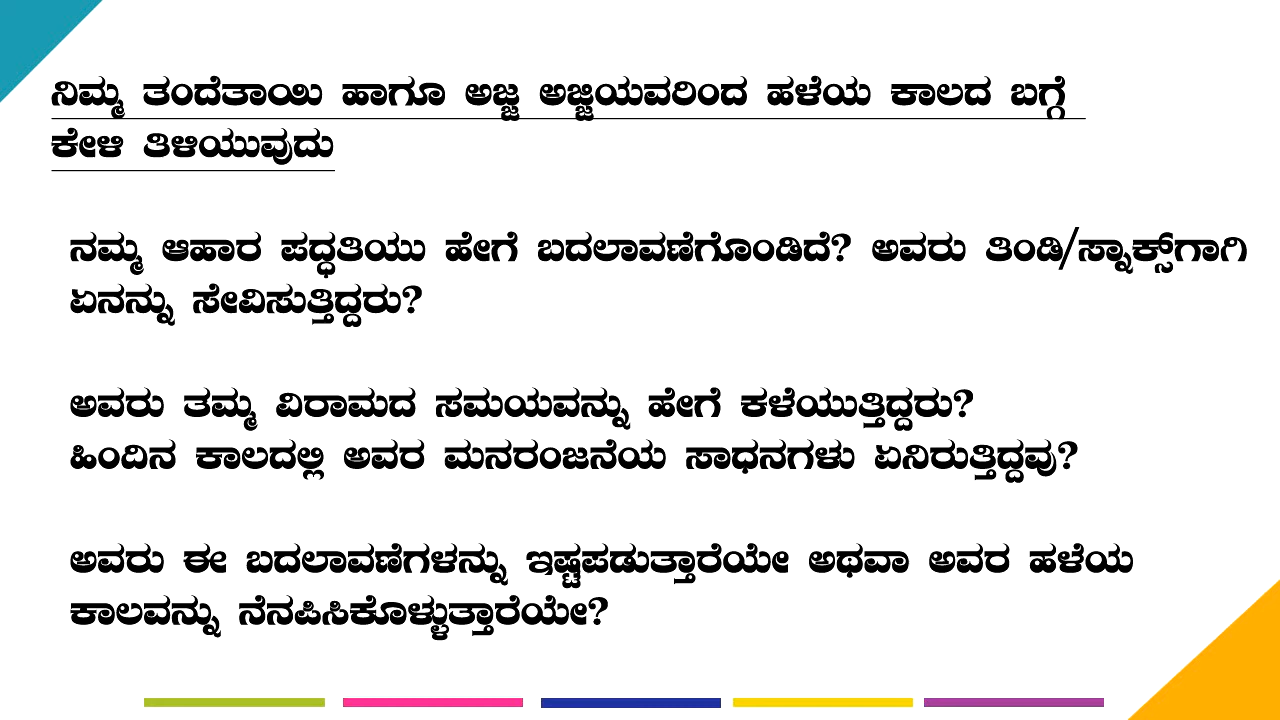 ನಿಮ್ಮ ತಂದೆತಾಯಿ ಹಾಗೂ ಅಜ್ಜ ಅಜ್ಜಿಯವರಿಂದ ಹಳೆಯ ಕಾಲದ ಬಗ್ಗೆ
ಕೇಳಿ ತಿಳಿಯುವುದು
ನಮ್ಮ ಆಹಾರ ಪದ್ಧತಿಯು ಹೇಗೆ ಬದಲಾವಣೆಗೊಂಡಿದೆ? ಅವರು ತಿಂಡಿ/ಸ್ನಾಕ್ಸ್‌ಗಾಗಿ
ಏನನ್ನು ಸೇವಿಸುತ್ತಿದ್ದರು?
ಅವರು ತಮ್ಮ ವಿರಾಮದ ಸಮಯವನ್ನು ಹೇಗೆ ಕಳೆಯುತ್ತಿದ್ದರು?
ಹಿಂದಿನ ಕಾಲದಲ್ಲಿ ಅವರ ಮನರಂಜನೆಯ ಸಾಧನಗಳು ಏನಿರುತ್ತಿದ್ದವು?
ಅವರು ಈ ಬದಲಾವಣೆಗಳನ್ನು ಇಷ್ಟಪಡುತ್ತಾರೆಯೇ ಅಥವಾ ಅವರ ಹಳೆಯ
ಕಾಲವನ್ನು ನೆನಪಿಸಿಕೊಳ್ಳುತ್ತಾರೆಯೇ?